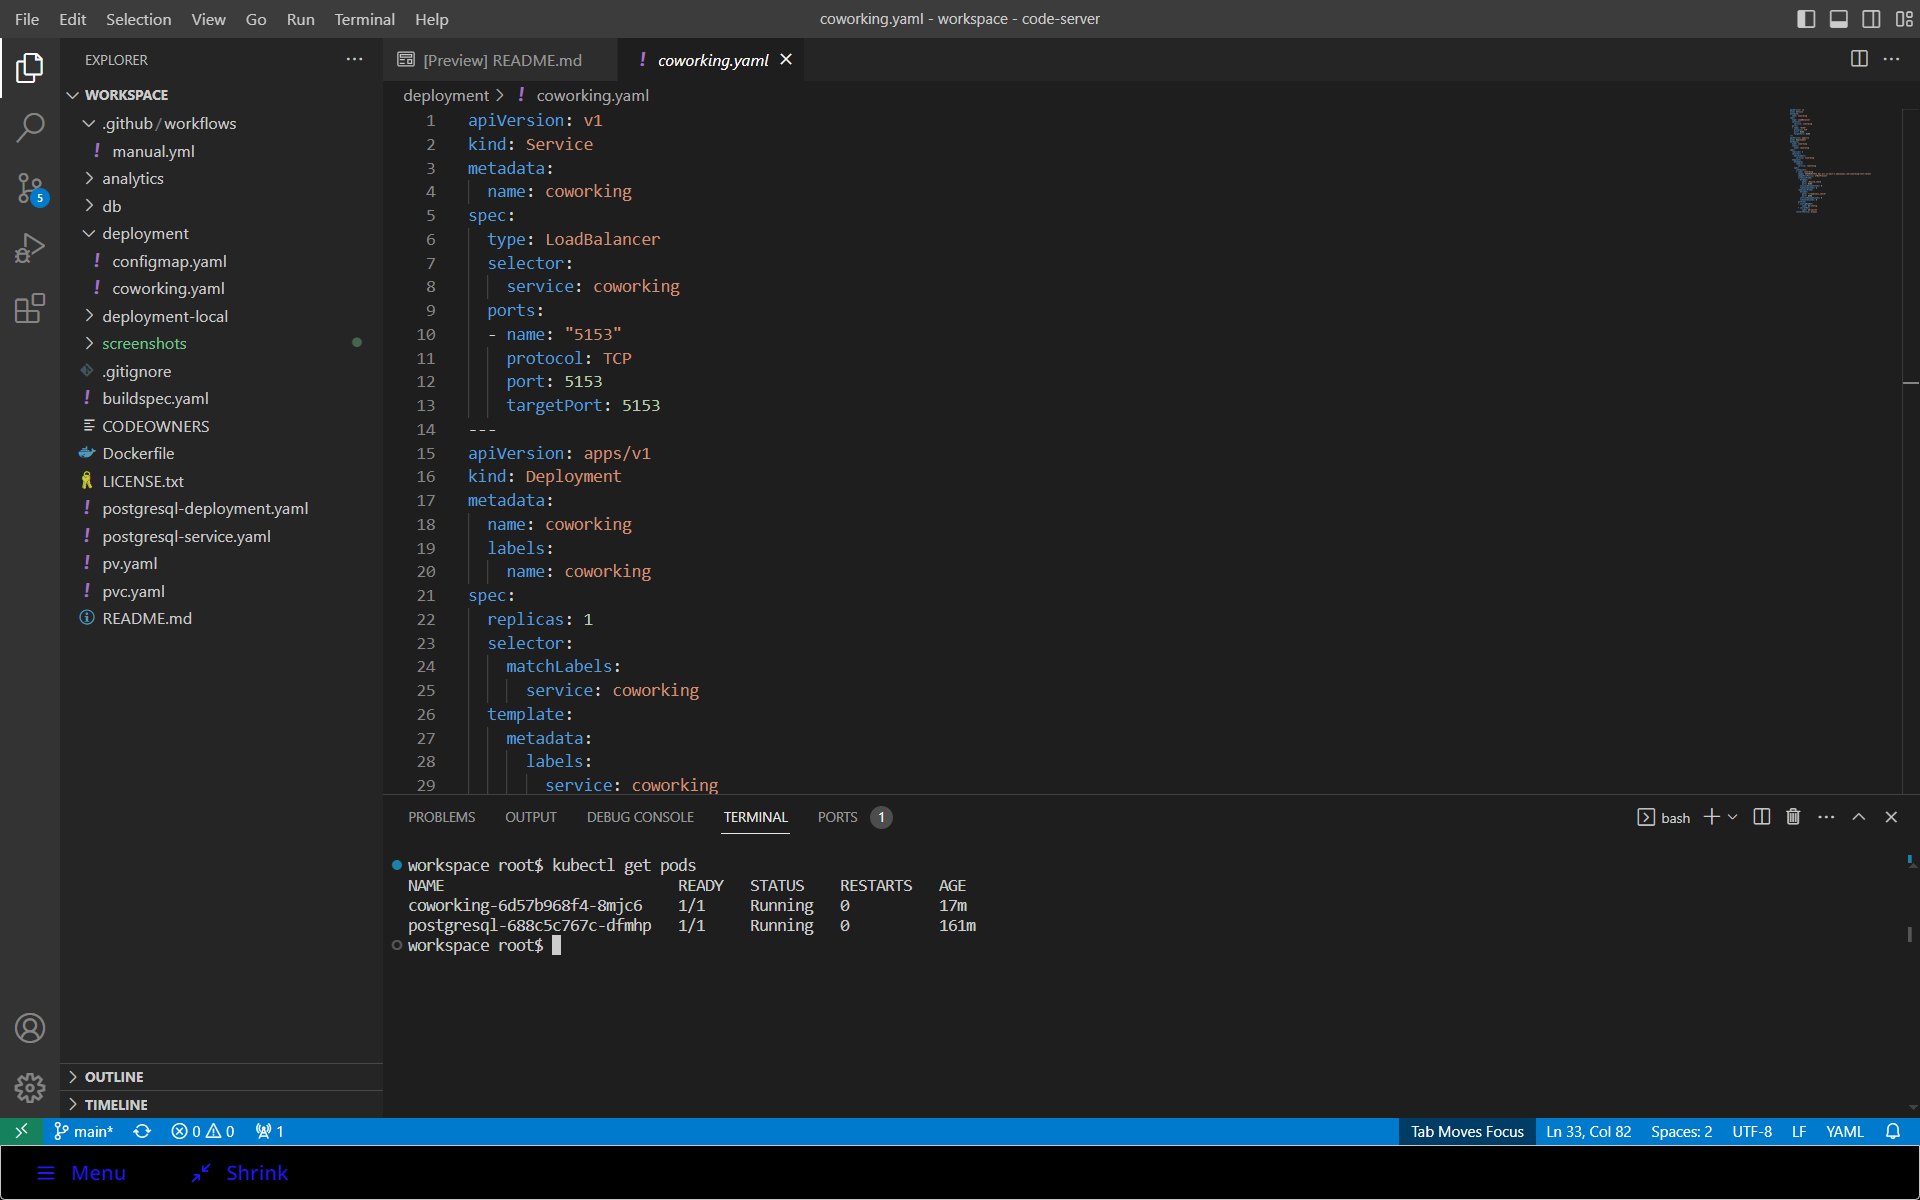 File Edit Selection View Go Run Terminal Help
coworking.yaml - workspace - code-server
EXPLORER
WORKSPACE
.github/workflows
manual.yml
analytics
db
deployment
configmap.yaml
coworking.yaml
deployment-local
screenshots
.gitignore
buildspec.yaml
CODEOWNERS
Dockerfile
LICENSE.txt
postgresql-deployment.yaml
postgresql-service.yaml
pv.yaml
pvc.yaml
README.md
OUTLINE
TIMELINE
5
[Preview] README.md
coworking.yaml
deployment > coworking.yaml
1 apiVersion: v1
2 kind: Service
3 metadata:
4 name: coworking
5 spec:
6 type: LoadBalancer
7 selector:
8 service: coworking
9 ports:
10 - name: "5153"
11 protocol: TCP
12 port: 5153
13 targetPort: 5153
14 ---
15 apiVersion: apps/v1
16 kind: Deployment
17 metadata:
18 name: coworking
19 labels:
20 name: coworking
21 spec:
22 replicas: 1
23 selector:
24 matchLabels:
25 service: coworking
26 template:
27 metadata:
28 labels:
29 service: coworking
PROBLEMS OUTPUT DEBUG CONSOLE TERMINAL PORTS 1
bash
workspace root$ kubectl get pods
NAME READY STATUS RESTARTS AGE
coworking-6d57b968f4-8mjc6 1/1 Running 0 17m
postgresql-688c5c767c-dfmhp 1/1 Running 0 161m
workspace root$
main* 0 0 1
Tab Moves Focus Ln 33, Col 82 Spaces: 2 UTF-8 LF YAML
Menu Shrink